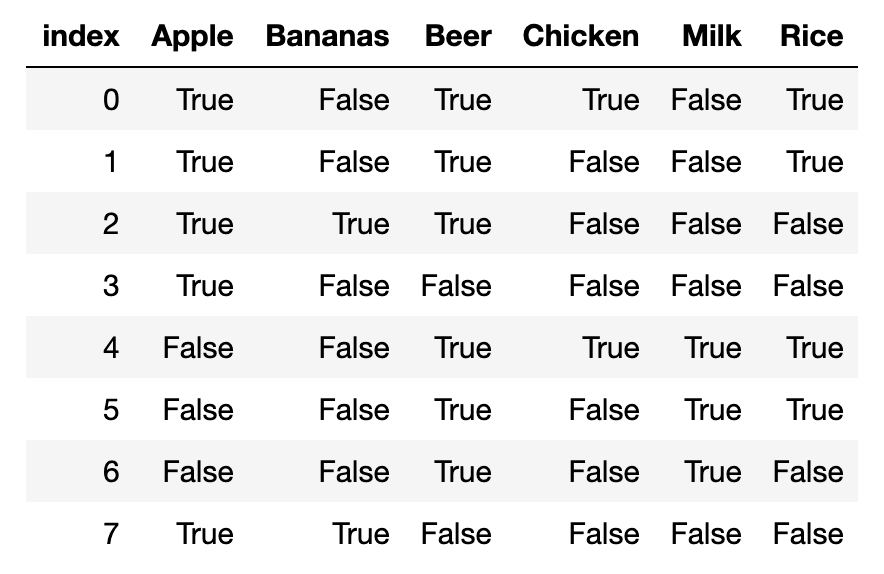 index Apple Bananas Beer Chicken Milk Rice
0 True False True True False True
1 True False True False False True
2 True True True False False False
3 True False False False False False
4 False False True True True True
5 False False True False True True
6 False False True False True False
7 True True False False False False